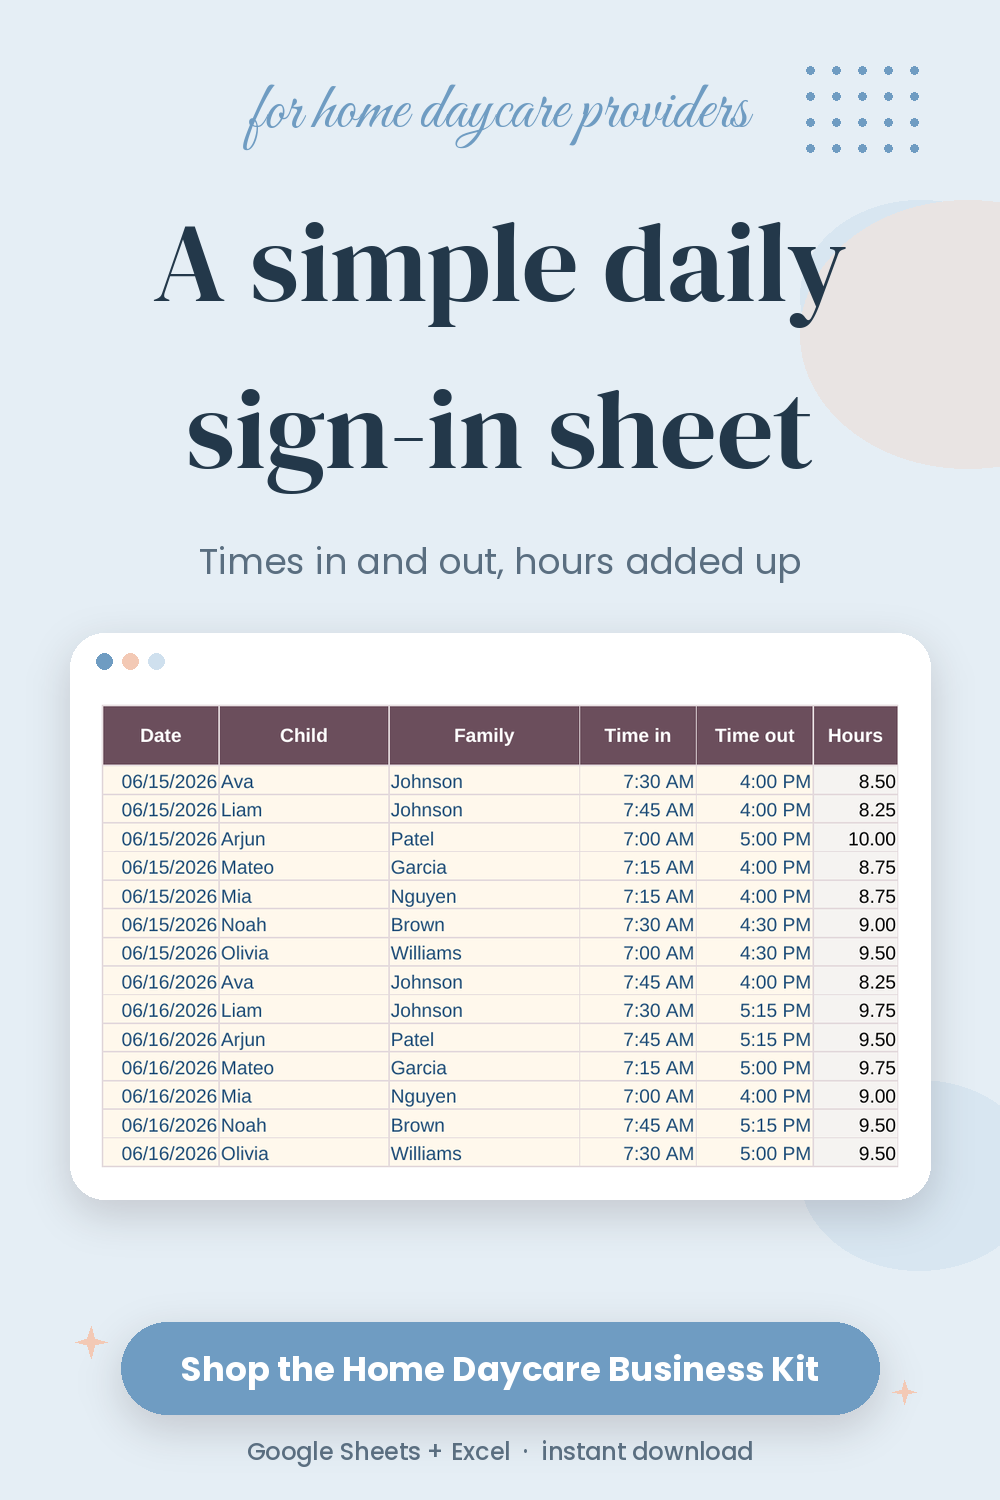 for home daycare providers
A simple daily
sign-in sheet
Times in and out, hours added up
Date Child Family Time in Time out Hours
06/15/2026 Ava Johnson 7:30 AM 4:00 PM 8.50
06/15/2026 Liam Johnson 7:45 AM 4:00 PM 8.25
06/15/2026 Arjun Patel 7:00 AM 5:00 PM 10.00
06/15/2026 Mateo Garcia 7:15 AM 4:00 PM 8.75
06/15/2026 Mia Nguyen 7:15 AM 4:00 PM 8.75
06/15/2026 Noah Brown 7:30 AM 4:30 PM 9.00
06/15/2026 Olivia Williams 7:00 AM 4:30 PM 9.50
06/16/2026 Ava Johnson 7:45 AM 4:00 PM 8.25
06/16/2026 Liam Johnson 7:30 AM 5:15 PM 9.75
06/16/2026 Arjun Patel 7:45 AM 5:15 PM 9.50
06/16/2026 Mateo Garcia 7:15 AM 5:00 PM 9.75
06/16/2026 Mia Nguyen 7:00 AM 4:00 PM 9.00
06/16/2026 Noah Brown 7:45 AM 5:15 PM 9.50
06/16/2026 Olivia Williams 7:30 AM 5:00 PM 9.50
Shop the Home Daycare Business Kit
Google Sheets + Excel · instant download